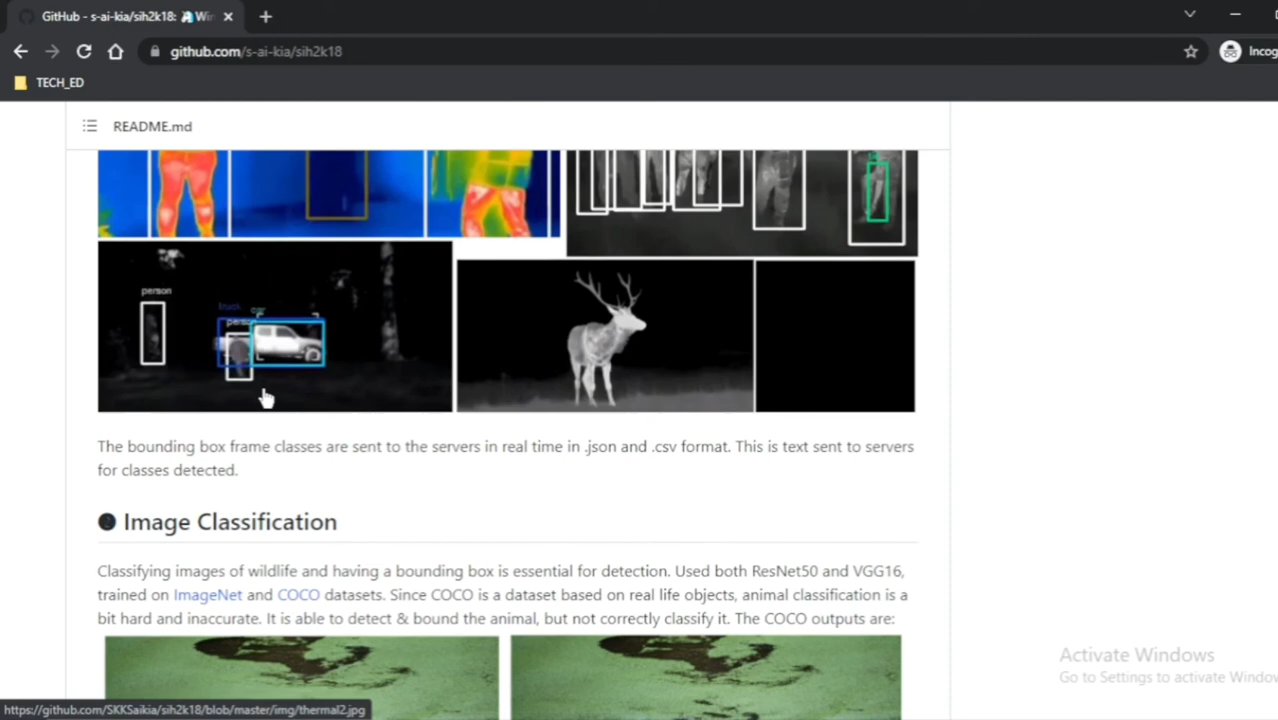 GitHub - s-ai-kia/sih2k18: Win
github.com/s-ai-kia/sih2k18
Incog
TECH_ED
README.md
person
truck
car
person
The bounding box frame classes are sent to the servers in real time in .json and .csv format. This is text sent to servers
for classes detected.
❷ Image Classification
Classifying images of wildlife and having a bounding box is essential for detection. Used both ResNet50 and VGG16,
trained on ImageNet and COCO datasets. Since COCO is a dataset based on real life objects, animal classification is a
bit hard and inaccurate. It is able to detect & bound the animal, but not correctly classify it. The COCO outputs are:
Activate Windows
Go to Settings to activate Window
https://github.com/SKKSaikia/sih2k18/blob/master/img/thermal2.jpg